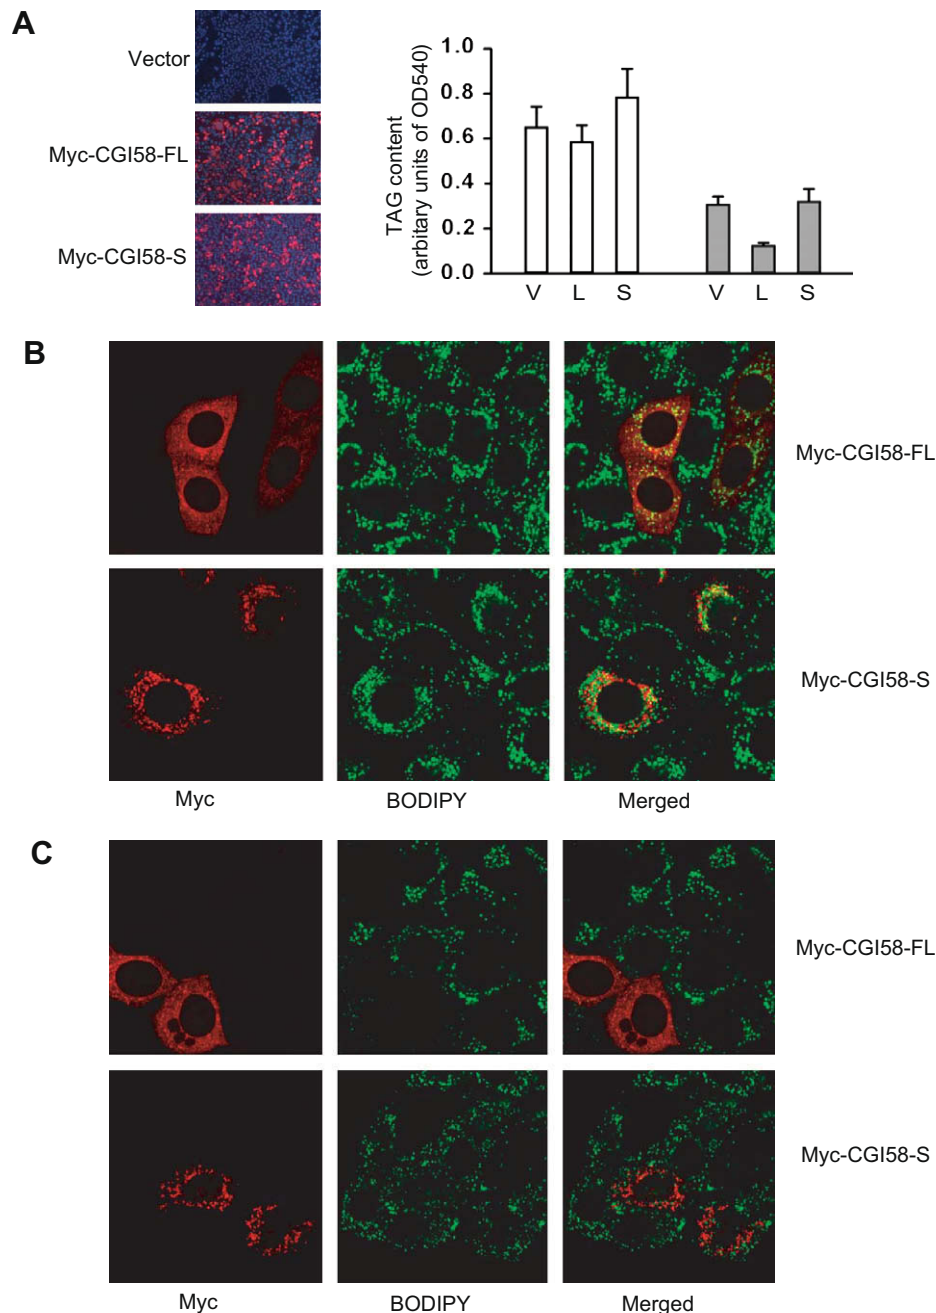 A
Vector
Myc-CGI58-FL
Myc-CGI58-S
TAG content
(arbitary units of OD540)
1.0
0.8
0.6
0.4
0.2
0.0
V L S V L S
B
Myc-CGI58-FL
Myc-CGI58-S
Myc BODIPY Merged
C
Myc-CGI58-FL
Myc-CGI58-S
Myc BODIPY Merged